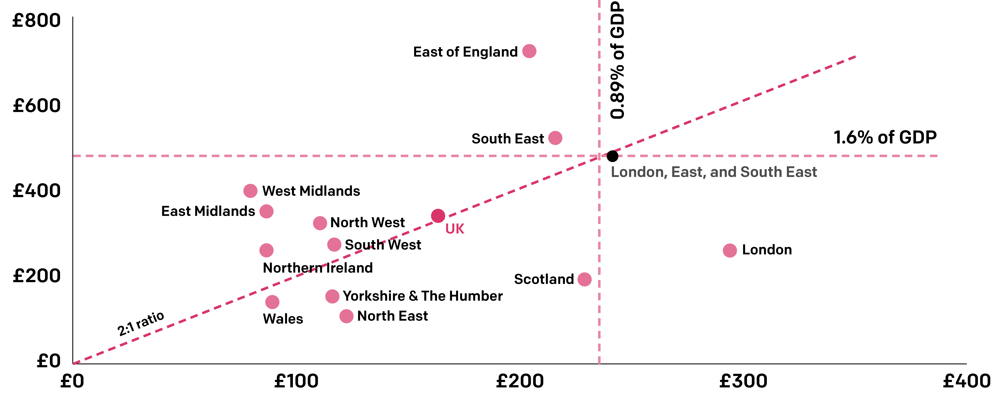 £800
0.89% of GDP
East of England
£600
South East
1.6% of GDP
London, East, and South East
£400
West Midlands
East Midlands
North West
UK
South West
London
Northern Ireland
£200
Scotland
Yorkshire & The Humber
Wales
North East
2:1 ratio
£0
£0
£100
£200
£300
£400